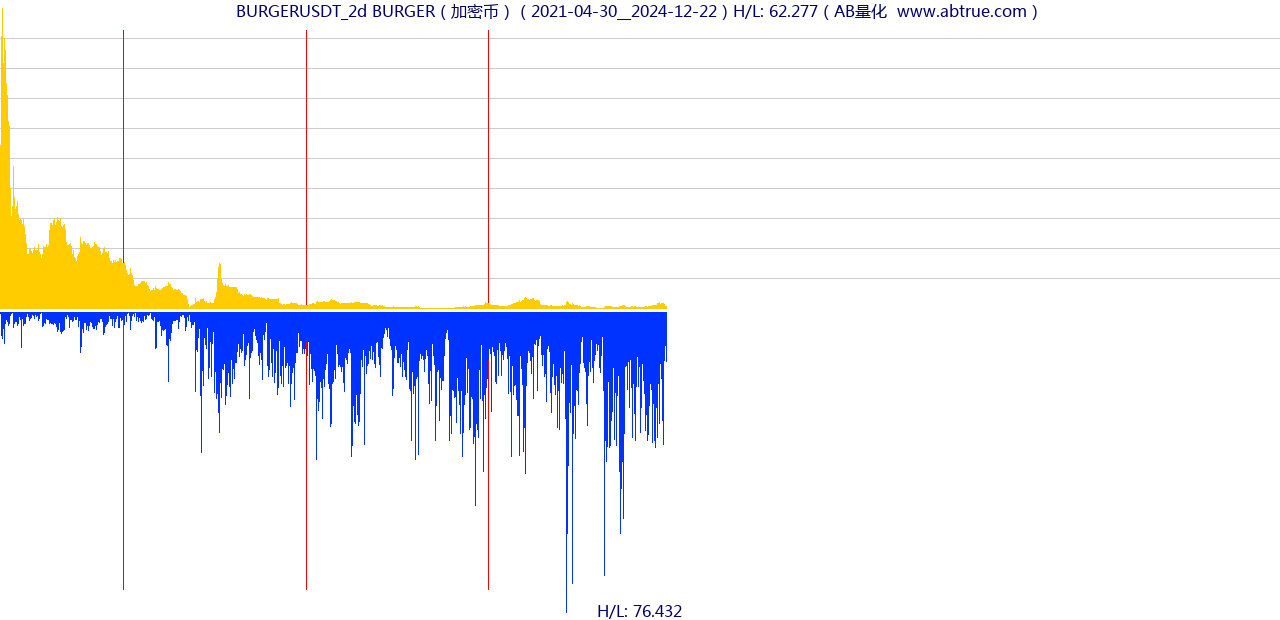 BURGERUSDT_2d BURGER（加密币）（2021-04-30__2024-12-22）H/L: 62.277（AB量化  www.abtrue.com）
H/L: 76.432